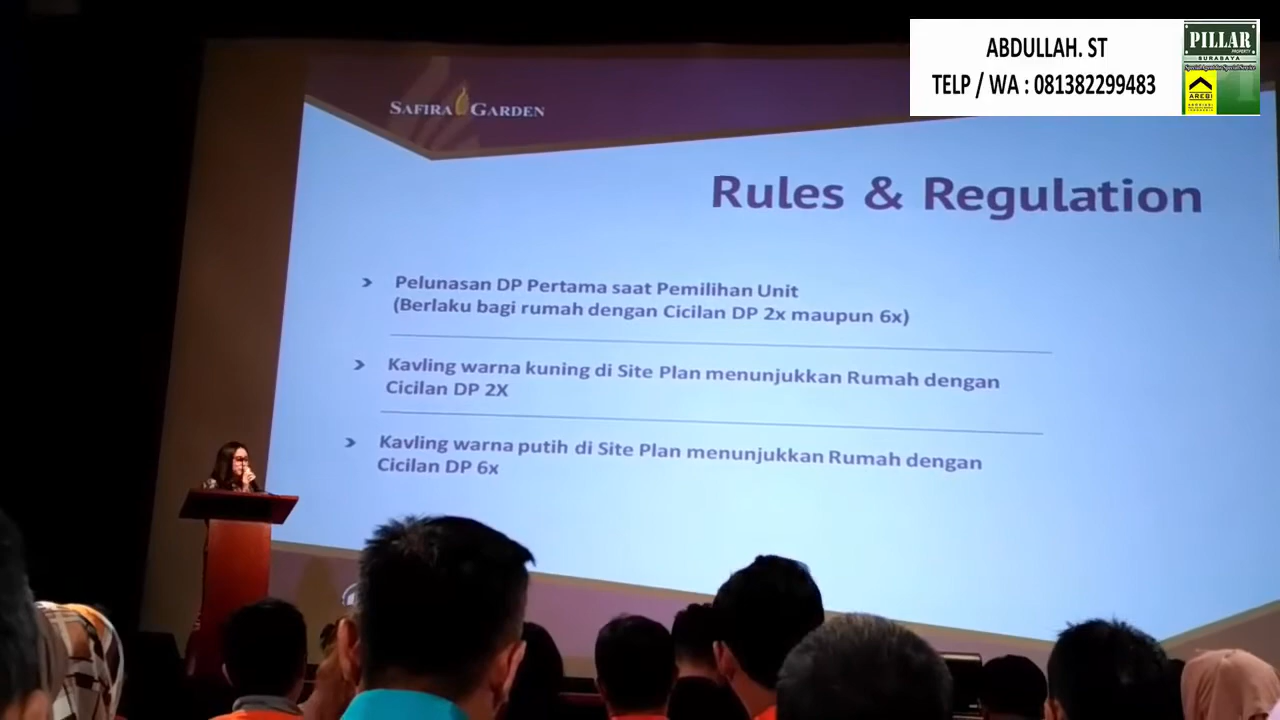 ABDULLAH. ST
TELP / WA : 081382299483
PILLAR
PROPERTY
SURABAYA
AREBI
SAFIRA GARDEN
Rules & Regulation
Pelunasan DP Pertama saat Pemilihan Unit
(Berlaku bagi rumah dengan Cicilan DP 2x maupun 6x)
Kavling warna kuning di Site Plan menunjukkan Rumah dengan
Cicilan DP 2X
Kavling warna putih di Site Plan menunjukkan Rumah dengan
Cicilan DP 6x